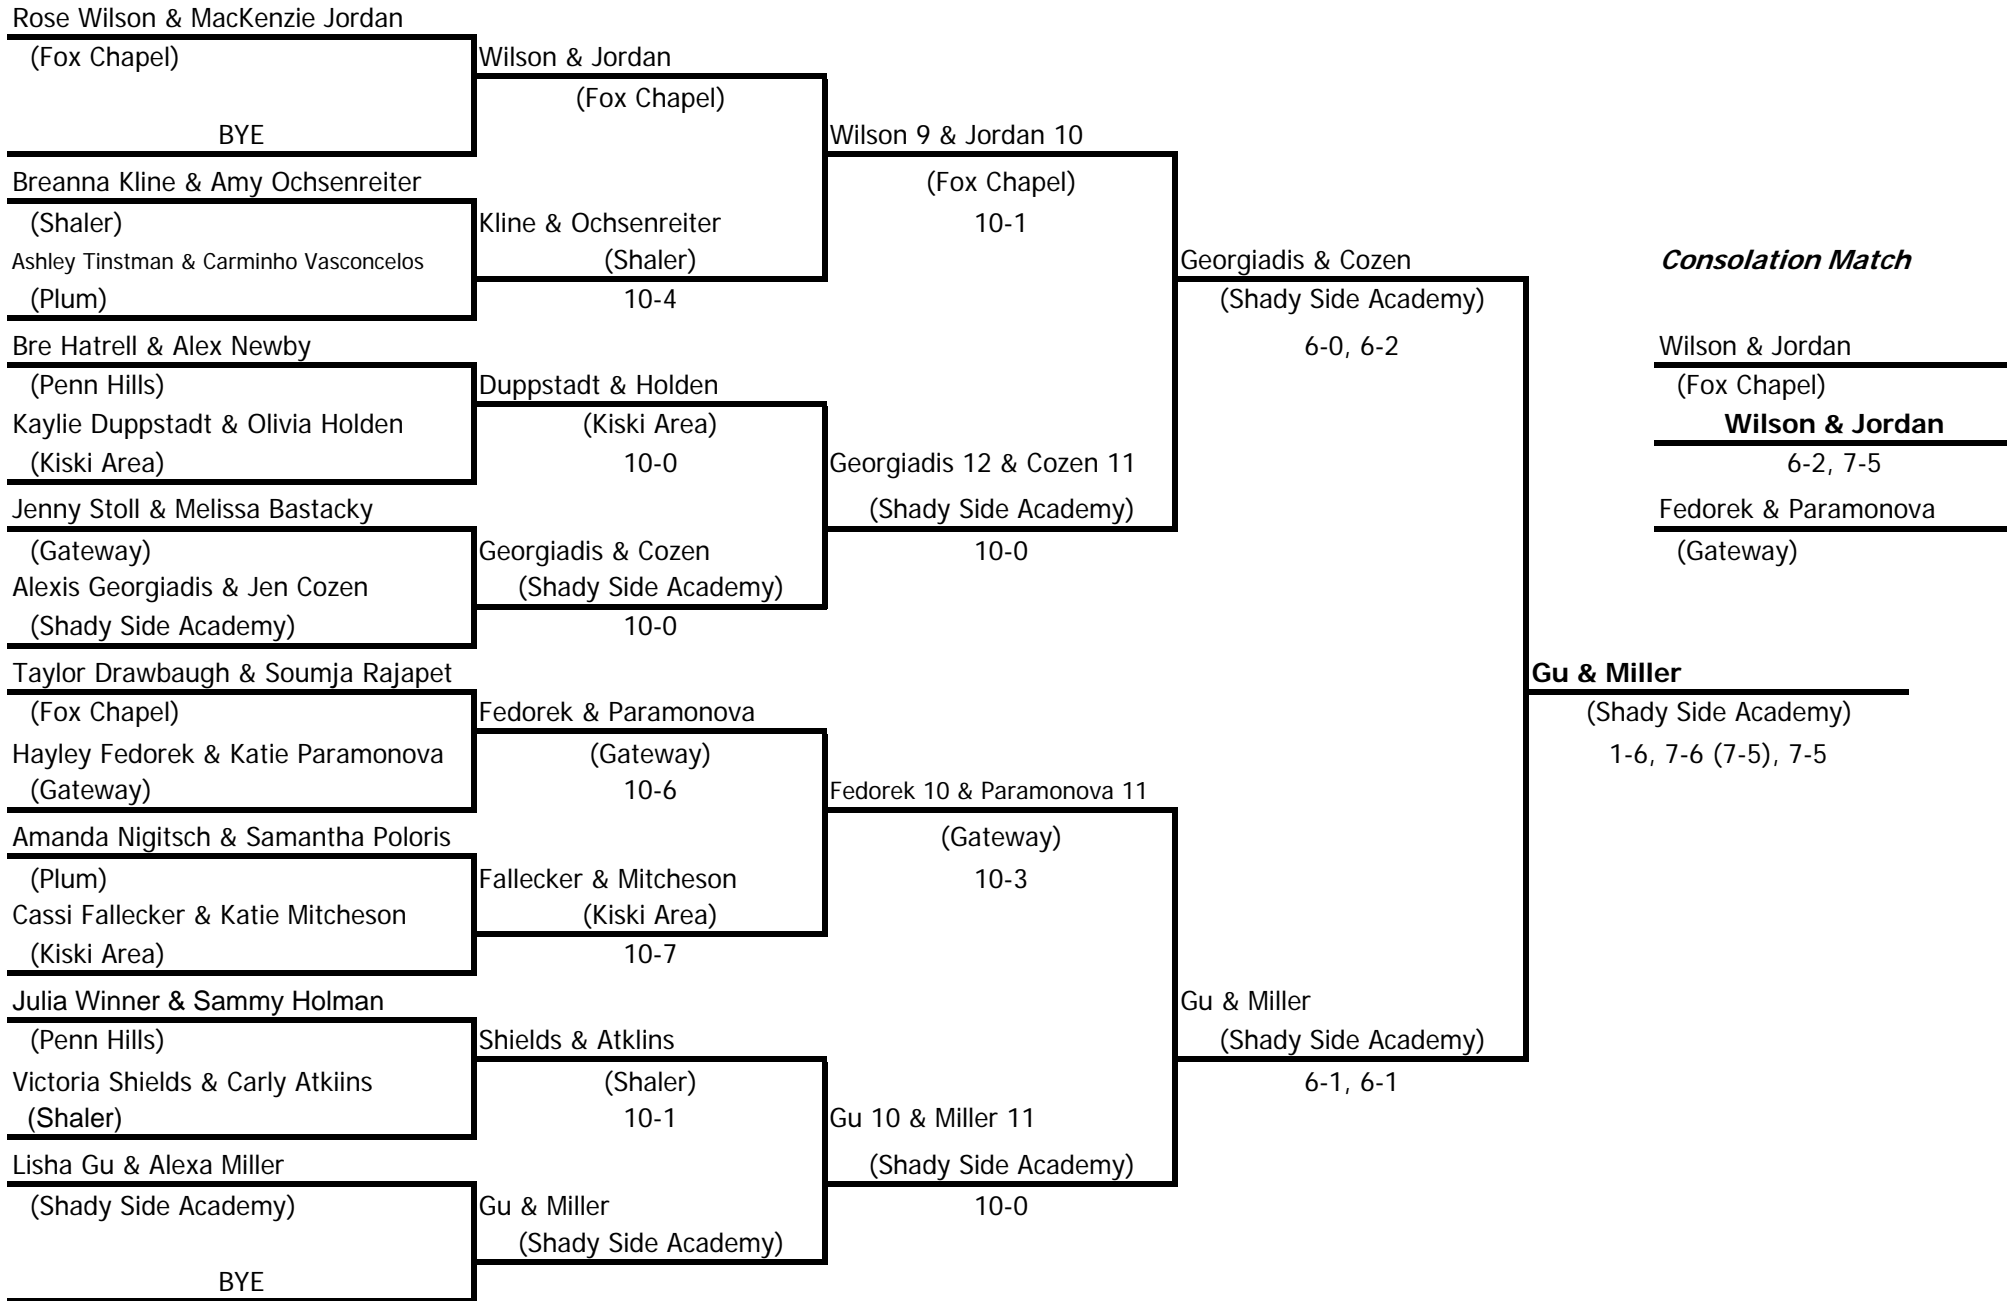 Rose Wilson & MacKenzie Jordan
(Fox Chapel)
BYE
Breanna Kline & Amy Ochsenreiter
(Shaler)
Ashley Tinstman & Carminho Vasconcelos
(Plum)
Bre Hatrell & Alex Newby
(Penn Hills)
Kaylie Duppstadt & Olivia Holden
(Kiski Area)
Jenny Stoll & Melissa Bastacky
(Gateway)
Alexis Georgiadis & Jen Cozen
(Shady Side Academy)
Taylor Drawbaugh & Soumja Rajapet
(Fox Chapel)
Hayley Fedorek & Katie Paramonova
(Gateway)
Amanda Nigitsch & Samantha Poloris
(Plum)
Cassi Fallecker & Katie Mitcheson
(Kiski Area)
Julia Winner & Sammy Holman
(Penn Hills)
Victoria Shields & Carly Atkiins
(Shaler)
Lisha Gu & Alexa Miller
(Shady Side Academy)
BYE
Wilson & Jordan
(Fox Chapel)
Kline & Ochsenreiter
(Shaler)
10-4
Duppstadt & Holden
(Kiski Area)
10-0
Georgiadis & Cozen
(Shady Side Academy)
10-0
Fedorek & Paramonova
(Gateway)
10-6
Fallecker & Mitcheson
(Kiski Area)
10-7
Shields & Atklins
(Shaler)
10-1
Gu & Miller
(Shady Side Academy)
Wilson 9 & Jordan 10
(Fox Chapel)
10-1
Georgiadis 12 & Cozen 11
(Shady Side Academy)
10-0
Fedorek 10 & Paramonova 11
(Gateway)
10-3
Gu 10 & Miller 11
(Shady Side Academy)
10-0
Georgiadis & Cozen
(Shady Side Academy)
6-0, 6-2
Gu & Miller
(Shady Side Academy)
6-1, 6-1
Gu & Miller
(Shady Side Academy)
1-6, 7-6 (7-5), 7-5
Consolation Match
Wilson & Jordan
(Fox Chapel)
Wilson & Jordan
6-2, 7-5
Fedorek & Paramonova
(Gateway)